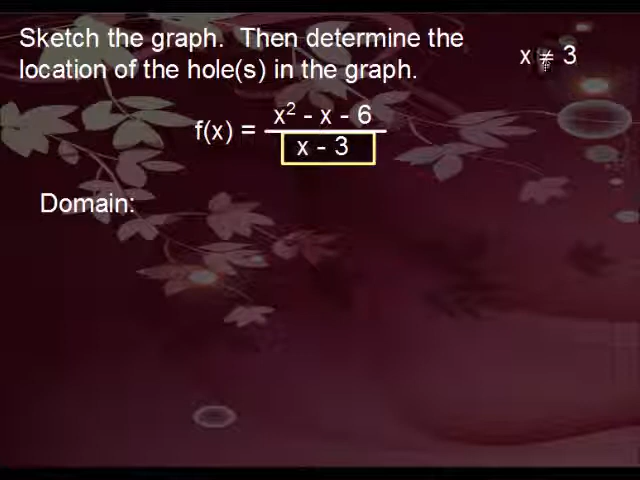 Sketch the graph. Then determine the
location of the hole(s) in the graph.
x ≠ 3
f(x) = x² - x - 6
x - 3
Domain: